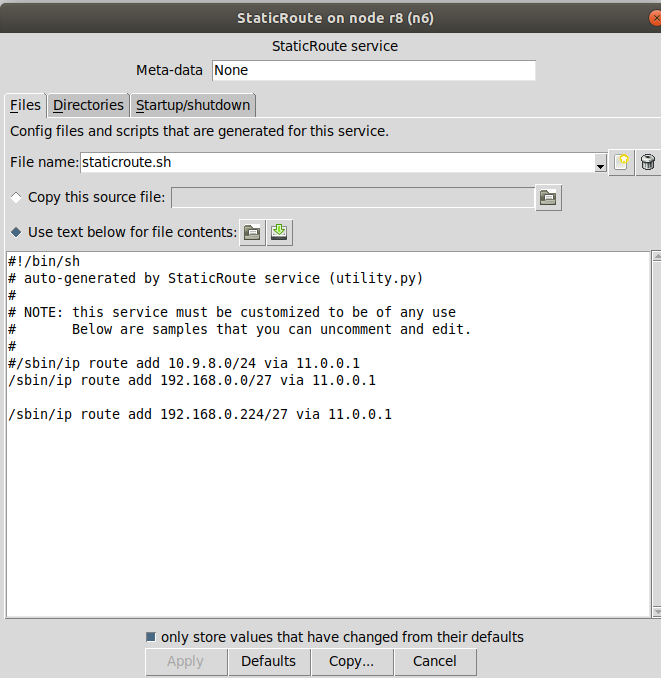 StaticRoute on node r8 (n6)
StaticRoute service
Meta-data None
Files Directories Startup/shutdown
Config files and scripts that are generated for this service.
File name: staticroute.sh
Copy this source file:
Use text below for file contents:
#!/bin/sh
# auto-generated by StaticRoute service (utility.py)
#
# NOTE: this service must be customized to be of any use
#       Below are samples that you can uncomment and edit.
#
#/sbin/ip route add 10.9.8.0/24 via 11.0.0.1
/sbin/ip route add 192.168.0.0/27 via 11.0.0.1
/sbin/ip route add 192.168.0.224/27 via 11.0.0.1
only store values that have changed from their defaults
Apply Defaults Copy... Cancel